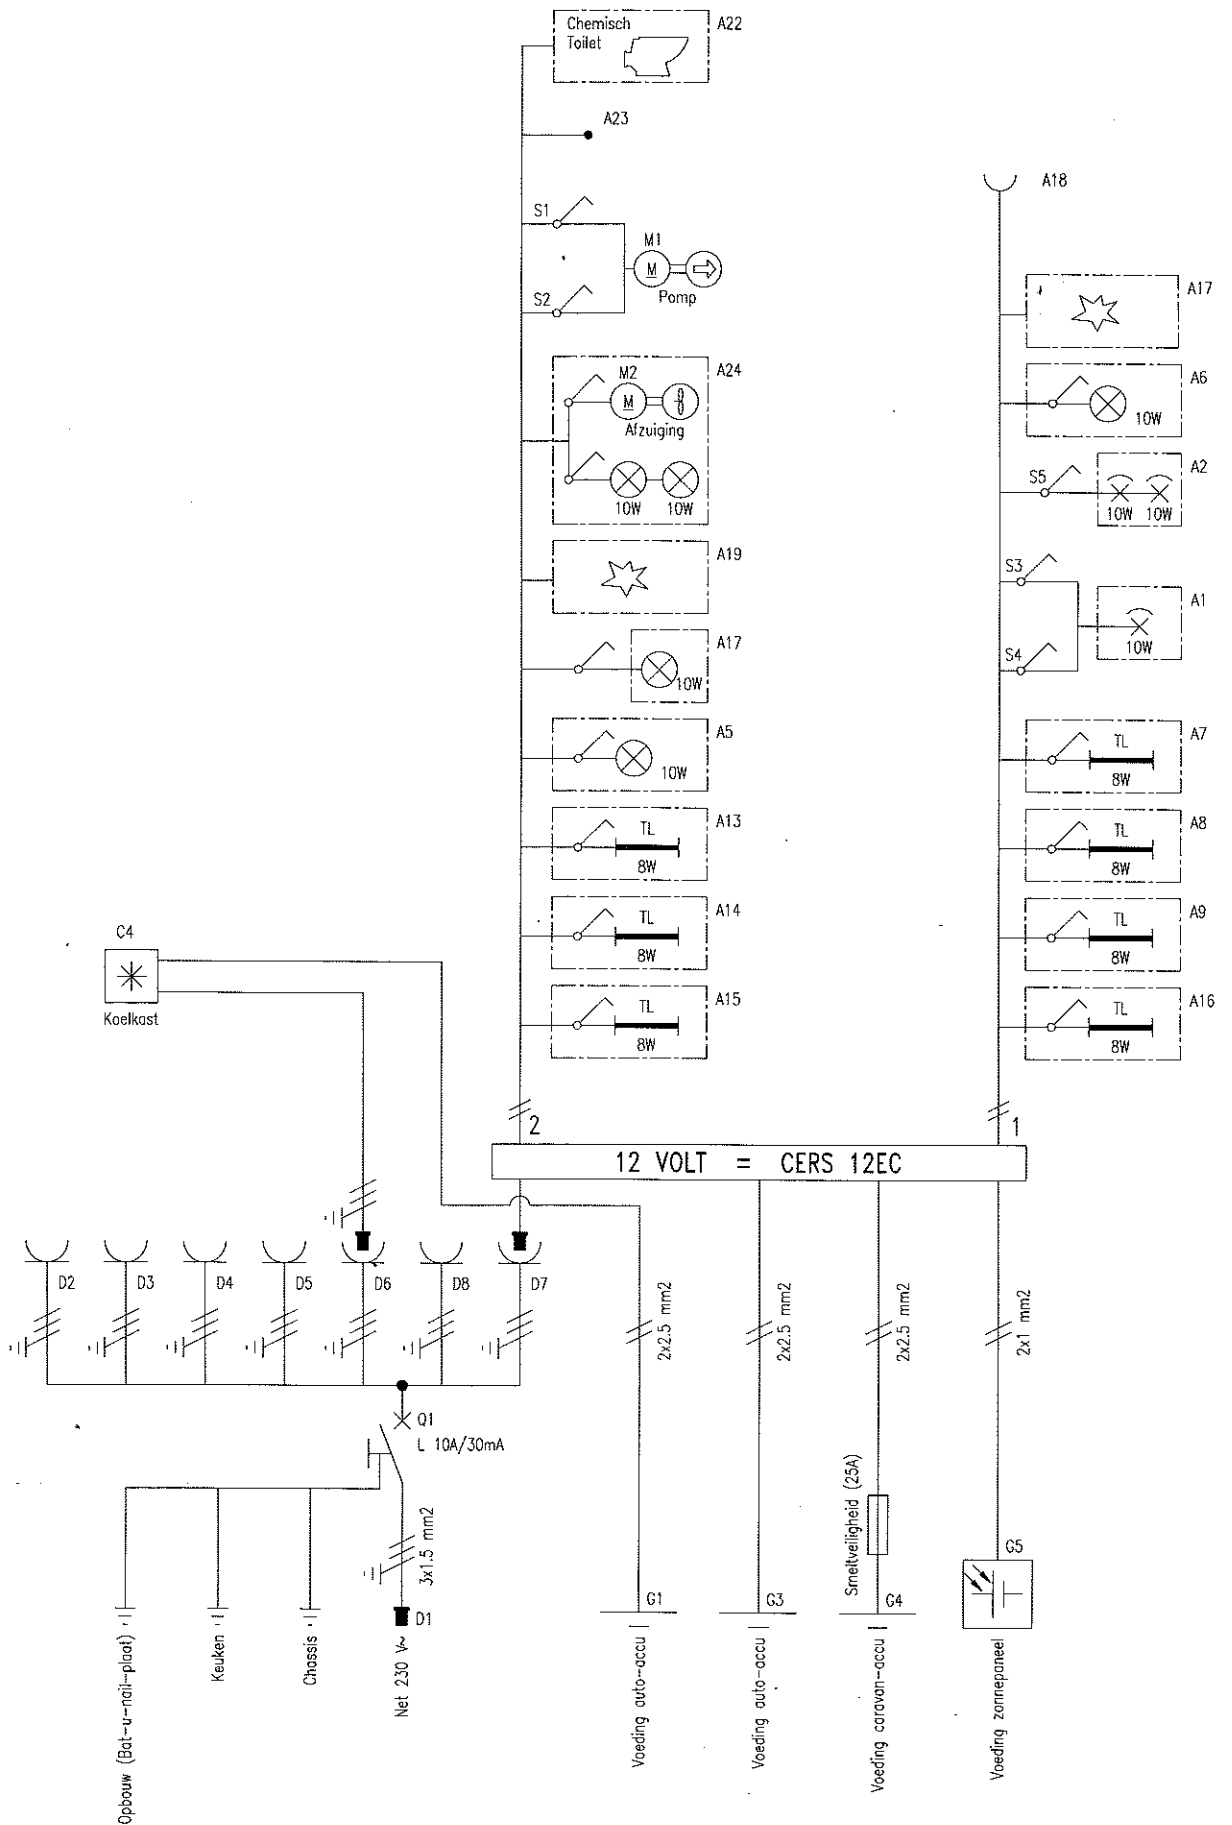 Chemisch
Toilet
A22
A23
S1
M1
M
Pomp
S2
A24
M2
M
Afzuiging
10W
10W
A19
A17
10W
A5
10W
A13
TL
8W
A14
TL
8W
A15
TL
8W
2
A18
A17
A6
10W
A2
S5
10W
10W
S3
A1
10W
S4
A7
TL
8W
A8
TL
8W
A9
TL
8W
A16
TL
8W
1
C4
Koelkast
12 VOLT = CERS 12EC
D2
D3
D4
D5
D6
D8
D7
2x2.5 mm2
2x2.5 mm2
2x2.5 mm2
2x1 mm2
Q1
L 10A/30mA
3x1.5 mm2
Smeltveiligheid (25A)
D1
G1
G3
G4
G5
Opbouw (Bat-u-nail-plaat)
Keuken
Chassis
Net 230 V~
Voeding auto-accu
Voeding auto-accu
Voeding caravan-accu
Voeding zonnepaneel